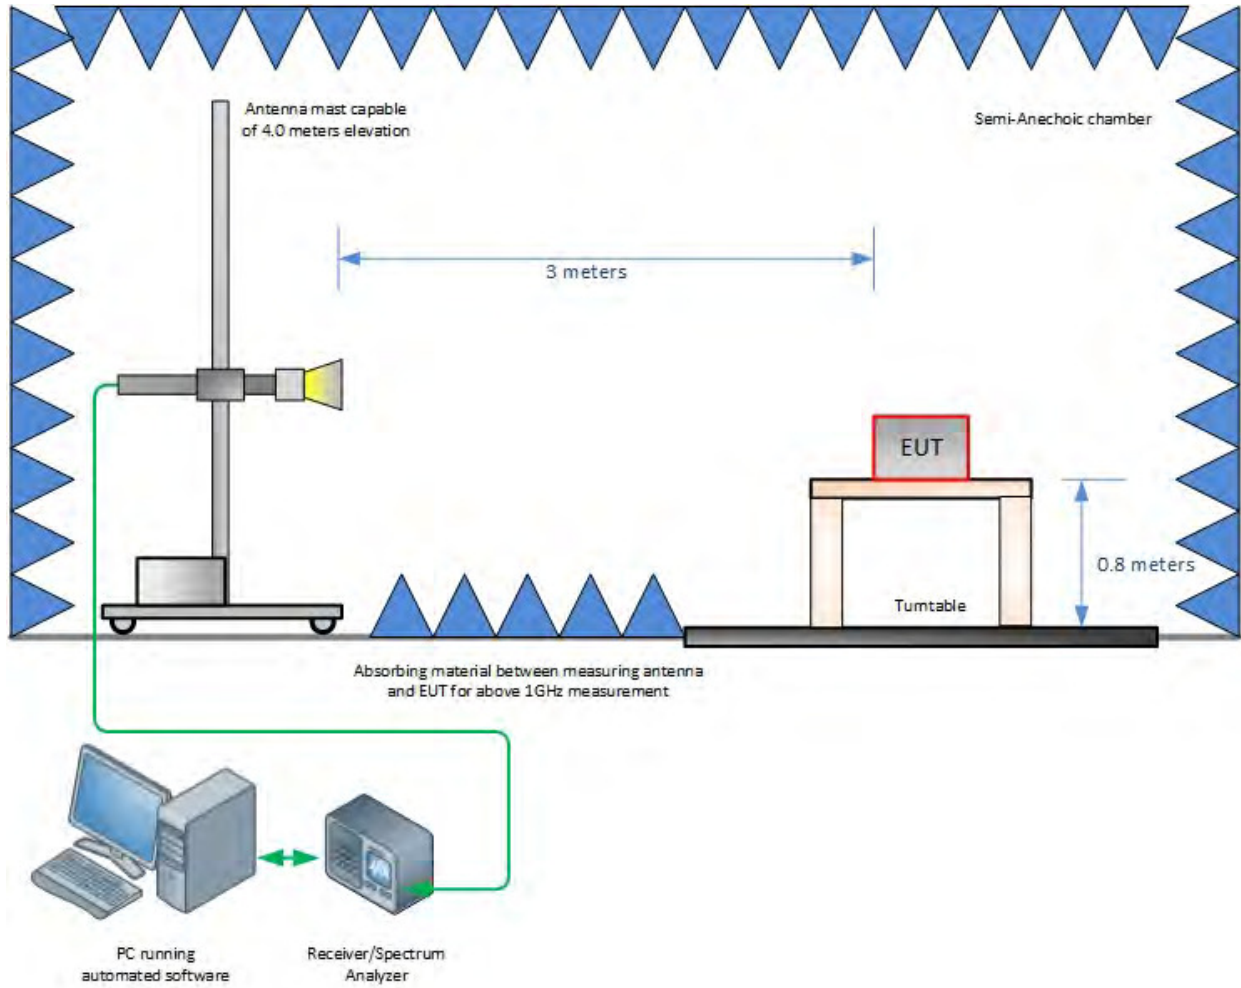 Antenna mast capable
of 4.0 meters elevation
Semi-Anechoic chamber
3 meters
EUT
0.8 meters
Turntable
Absorbing material between measuring antenna
and EUT for above 1GHz measurement
PC running
automated software
Receiver/Spectrum
Analyzer